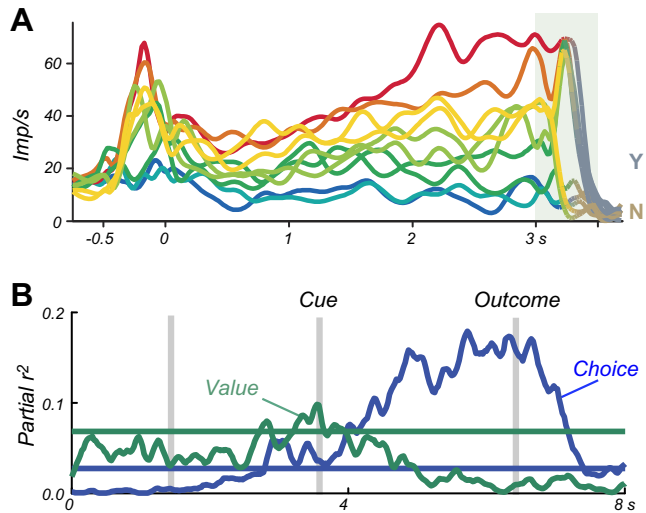 A
Imp/s
60
40
20
0
-0.5
0
1
2
3 s
Y
N
B
Cue
Outcome
0.2
Value
Choice
Partial r²
0.1
0.0
0
4
8 s